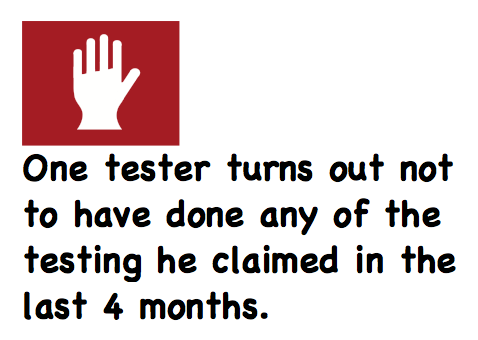 One tester turns out not
to have done any of the
testing he claimed in the
last 4 months.